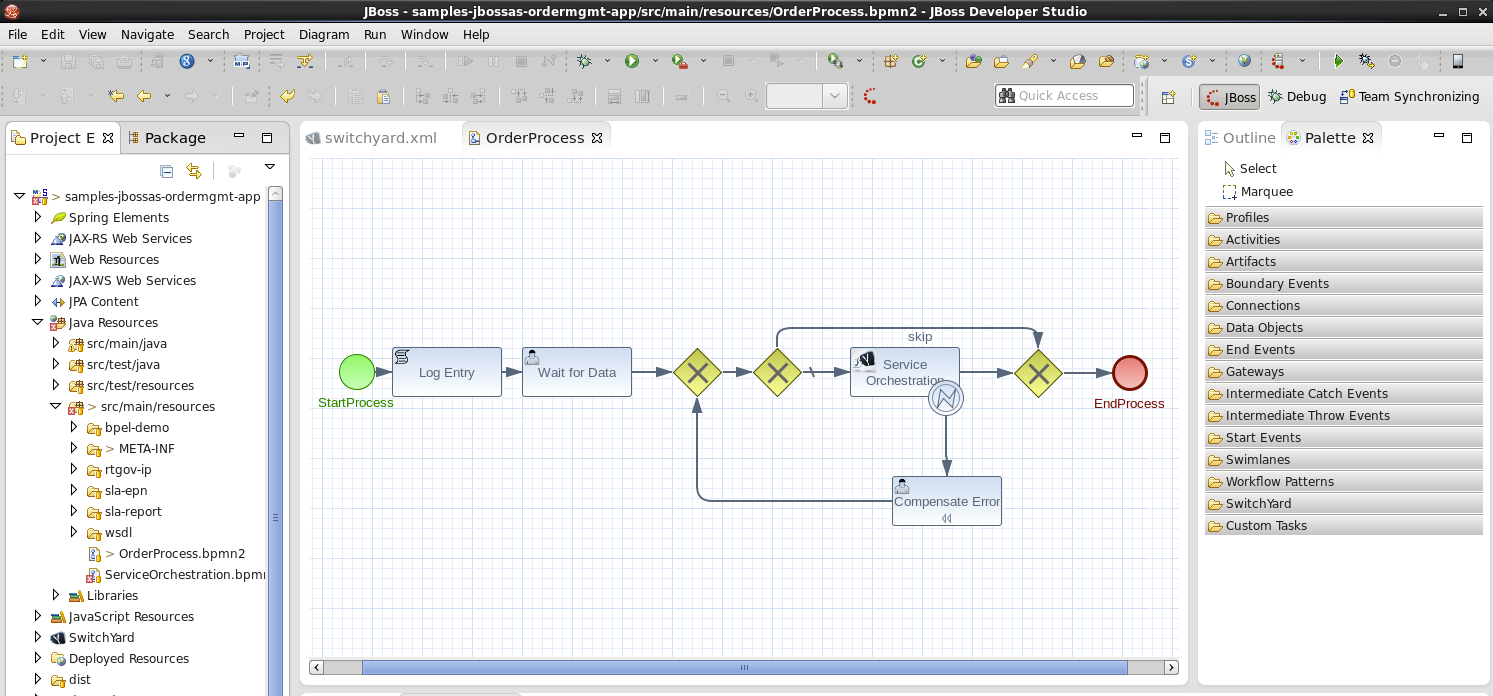 JBoss - samples-jbossas-ordermgmt-app/src/main/resources/OrderProcess.bpmn2 - JBoss Developer Studio
File Edit View Navigate Search Project Diagram Run Window Help
Quick Access
JBoss
Debug
Team Synchronizing
Project E
Package
> samples-jbossas-ordermgmt-app
Spring Elements
JAX-RS Web Services
Web Resources
JAX-WS Web Services
JPA Content
Java Resources
src/main/java
src/test/java
src/test/resources
> src/main/resources
bpel-demo
> META-INF
rtgov-ip
sla-epn
sla-report
wsdl
> OrderProcess.bpmn2
ServiceOrchestration.bpmn
Libraries
JavaScript Resources
SwitchYard
Deployed Resources
dist
switchyard.xml
OrderProcess
skip
Log Entry
Wait for Data
Service
Orchestration
StartProcess
EndProcess
Compensate Error
Outline
Palette
Select
Marquee
Profiles
Activities
Artifacts
Boundary Events
Connections
Data Objects
End Events
Gateways
Intermediate Catch Events
Intermediate Throw Events
Start Events
Swimlanes
Workflow Patterns
SwitchYard
Custom Tasks